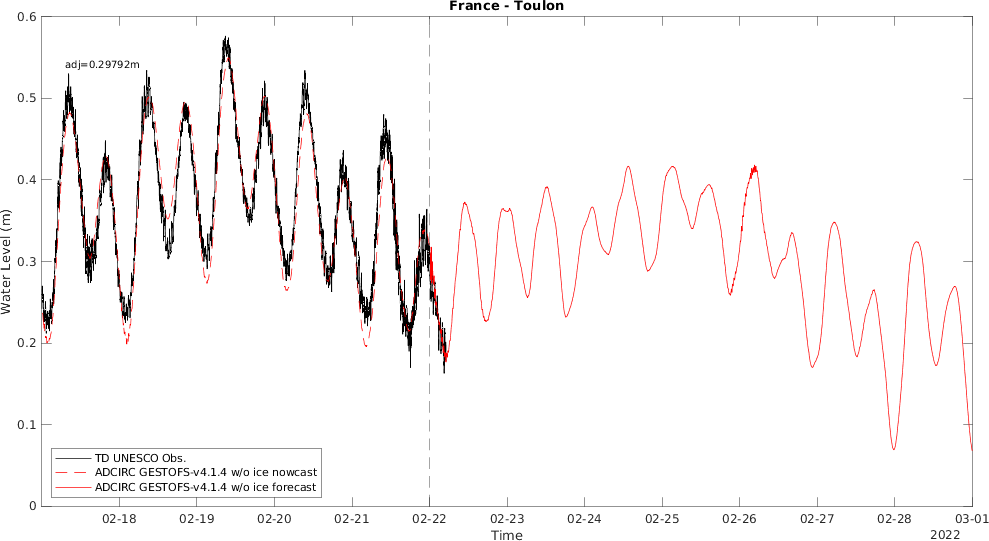 France - Toulon
adj=0.29792m
0.6
0.5
0.4
0.3
0.2
0.1
0
Water Level (m)
TD UNESCO Obs.
ADCIRC GESTOFS-v4.1.4 w/o ice nowcast
ADCIRC GESTOFS-v4.1.4 w/o ice forecast
02-18 02-19 02-20 02-21 02-22 02-23 02-24 02-25 02-26 02-27 02-28 03-01
Time
2022